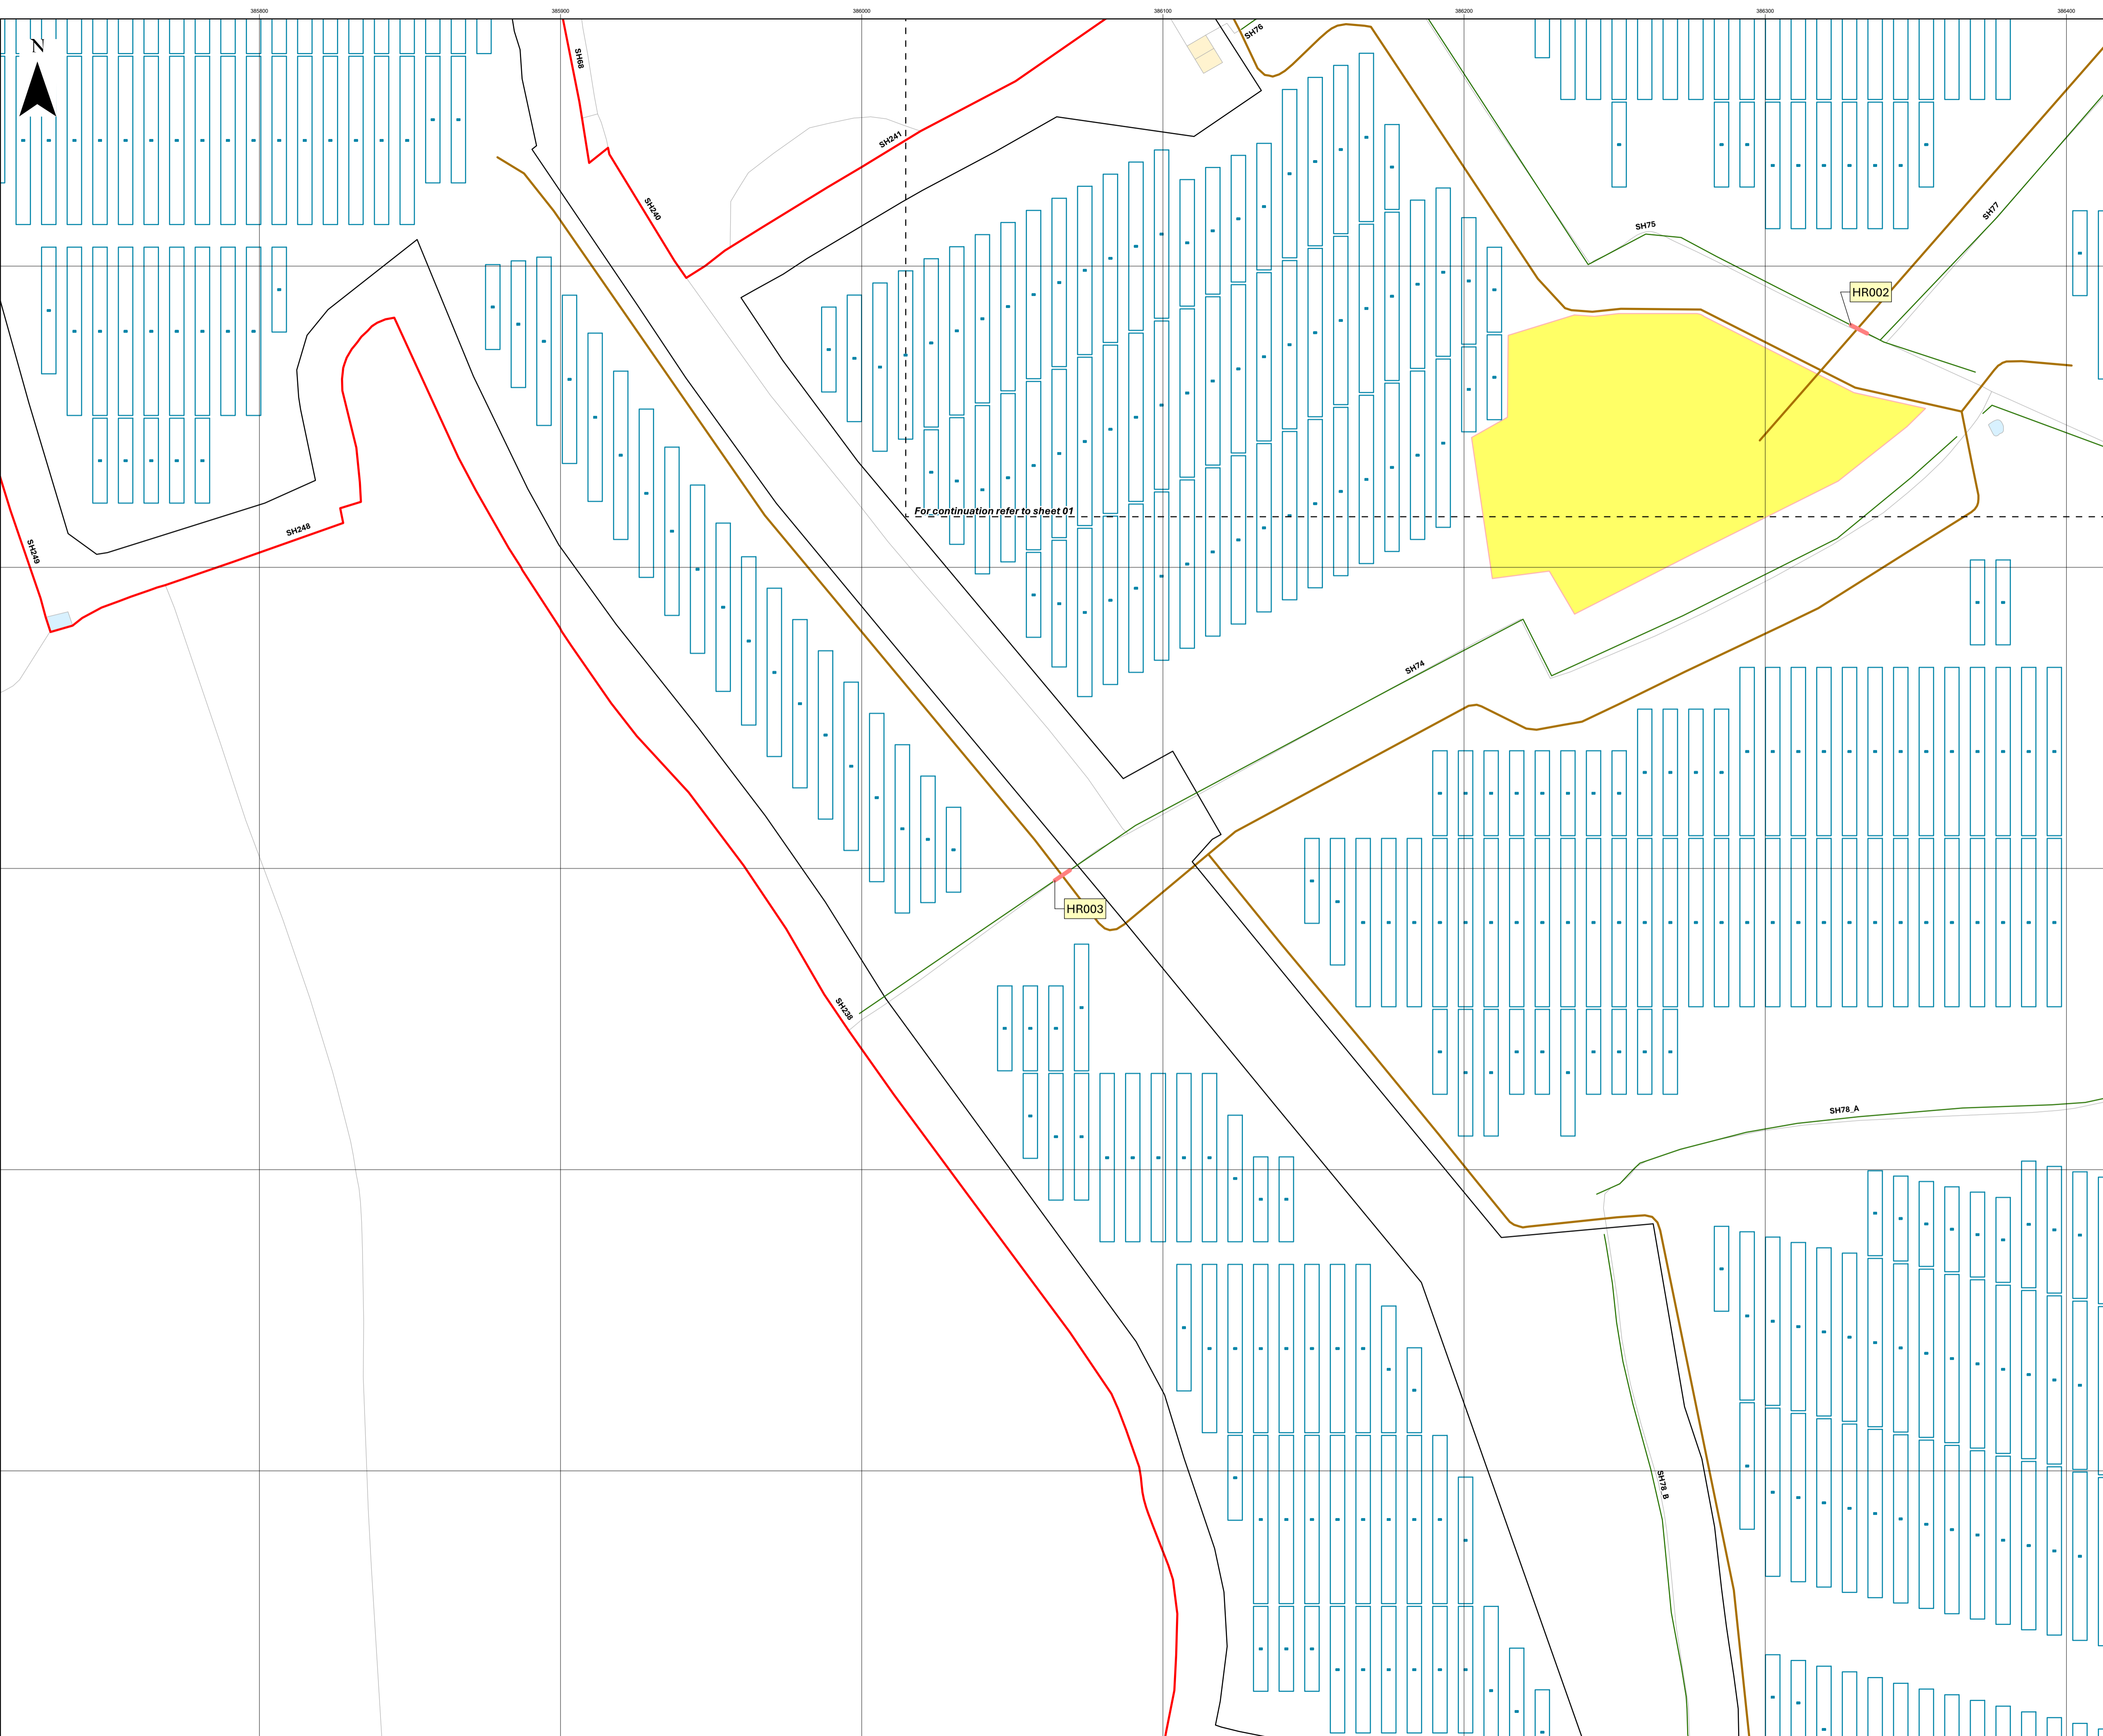 385800
385900
386000
386100
386200
386300
386400
N
SH68
SH76
SH241
SH240
SH77
SH75
HR002
For continuation refer to sheet 01
SH248
SH249
SH74
HR003
SH238
SH78_A
SH78_B